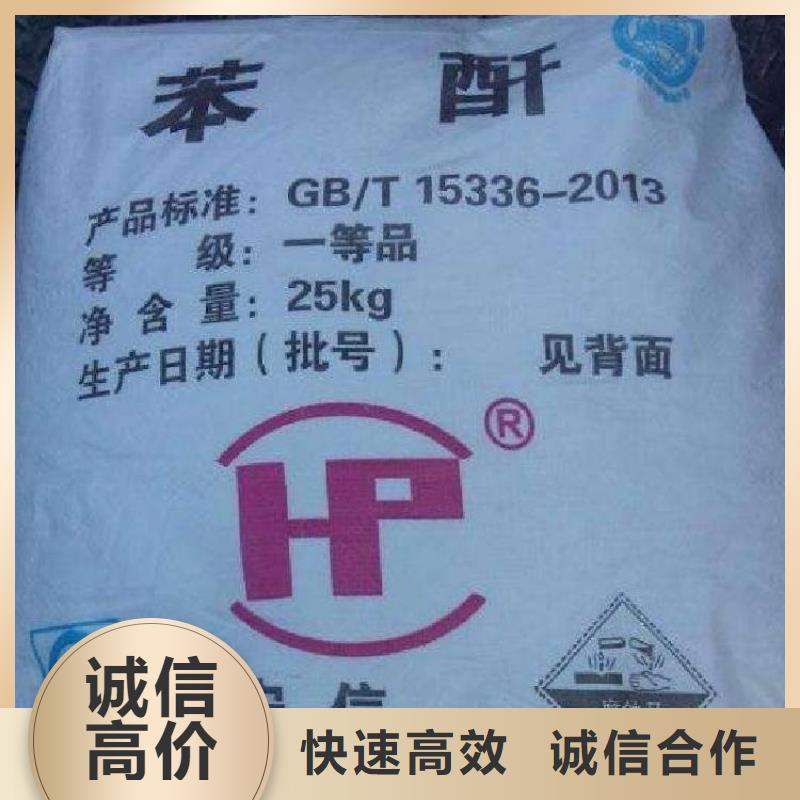 苯 酐
产品标准：GB/T 15336-2013
等 级：一等品
净含量：25kg
生产日期（批号）： 见背面
®
HP
信
诚信
高价
快速高效 诚信合作